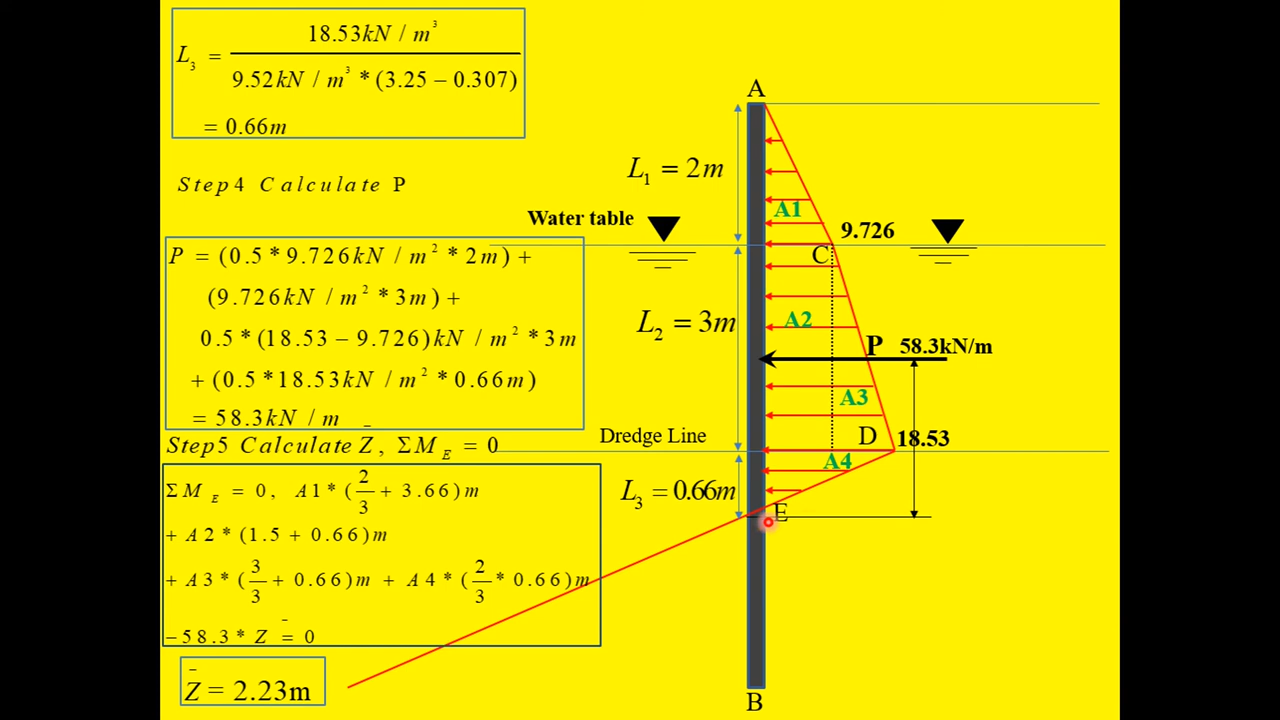 L₃ = 18.53kN / m³ / 9.52kN / m³ * (3.25 − 0.307)
= 0.66m
Step4 Calculate P
P = (0.5 * 9.726kN / m² * 2m) +
(9.726kN / m² * 3m) +
0.5 * (18.53 − 9.726)kN / m² * 3m
+ (0.5 * 18.53kN / m² * 0.66m)
= 58.3kN / m
Step5 Calculate Z̄, ΣM_E = 0
ΣM_E = 0, A1 * (2/3 + 3.66)m
+ A2 * (1.5 + 0.66)m
+ A3 * (3/3 + 0.66)m + A4 * (2/3 * 0.66)m
−58.3 * Z̄ = 0
Z̄ = 2.23m
A
L₁ = 2m
A1
Water table
9.726
C
L₂ = 3m
A2
P 58.3kN/m
A3
Dredge Line
D 18.53
A4
L₃ = 0.66m
E
B